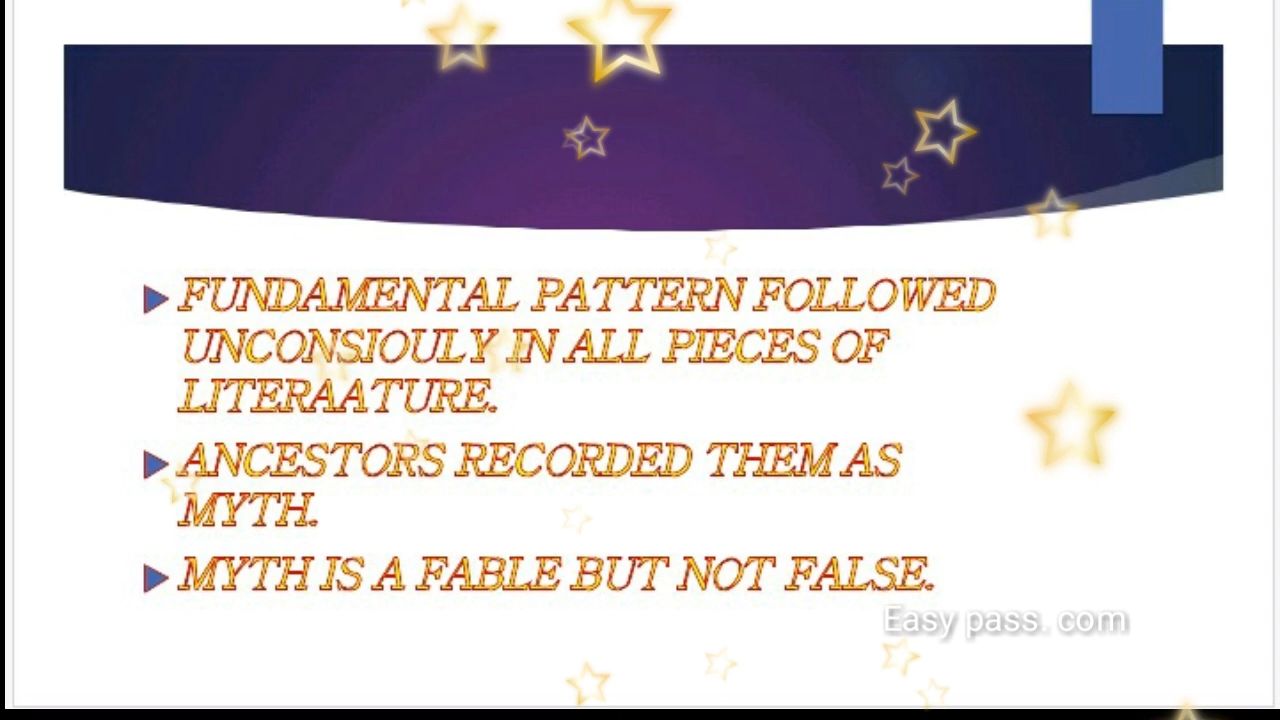 FUNDAMENTAL PATTERN FOLLOWED
UNCONSIOULY IN ALL PIECES OF
LITERAATURE.
ANCESTORS RECORDED THEM AS
MYTH.
MYTH IS A FABLE BUT NOT FALSE.
Easy pass. com